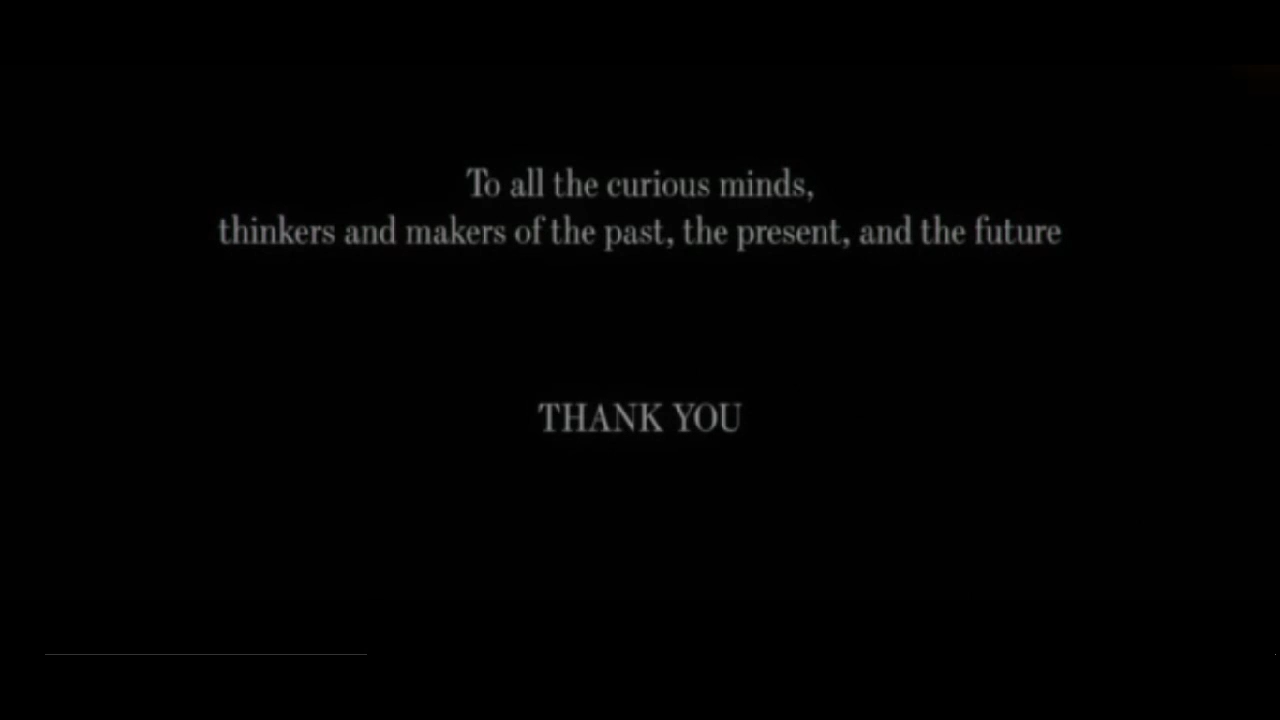 To all the curious minds,
thinkers and makers of the past, the present, and the future
THANK YOU